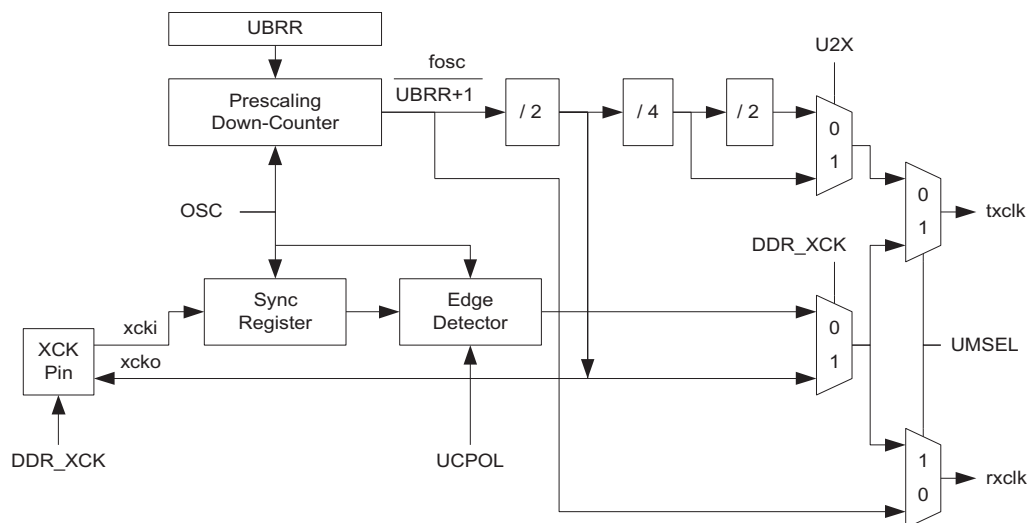 UBRR
U2X
fosc
UBRR+1
Prescaling
Down-Counter
/ 2
/ 4
/ 2
0
1
OSC
0
1
txclk
DDR_XCK
Sync
Register
Edge
Detector
xcki
XCK
Pin
xcko
0
1
UMSEL
DDR_XCK
UCPOL
1
0
rxclk